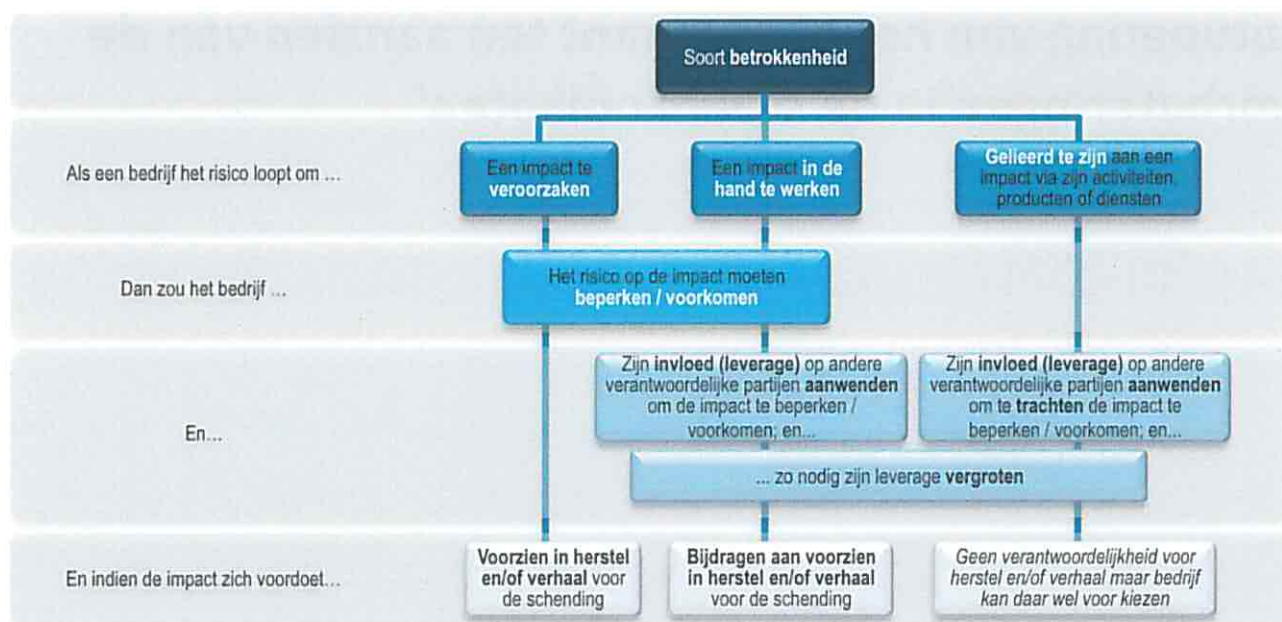 Soort betrokkenheid
Als een bedrijf het risico loopt om ...
Een impact te
veroorzaken
Een impact in de
hand te werken
Gelieerd te zijn aan een
impact via zijn activiteiten,
producten of diensten
Dan zou het bedrijf ...
Het risico op de impact moeten
beperken / voorkomen
En...
Zijn invloed (leverage) op andere
verantwoordelijke partijen aanwenden
om de impact te beperken /
voorkomen; en...
Zijn invloed (leverage) op andere
verantwoordelijke partijen aanwenden
om te trachten de impact te
beperken / voorkomen; en...
... zo nodig zijn leverage vergroten
En indien de impact zich voordoet...
Voorzien in herstel
en/of verhaal voor
de schending
Bijdragen aan voorzien
in herstel en/of verhaal
voor de schending
Geen verantwoordelijkheid voor
herstel en/of verhaal maar bedrijf
kan daar wel voor kiezen